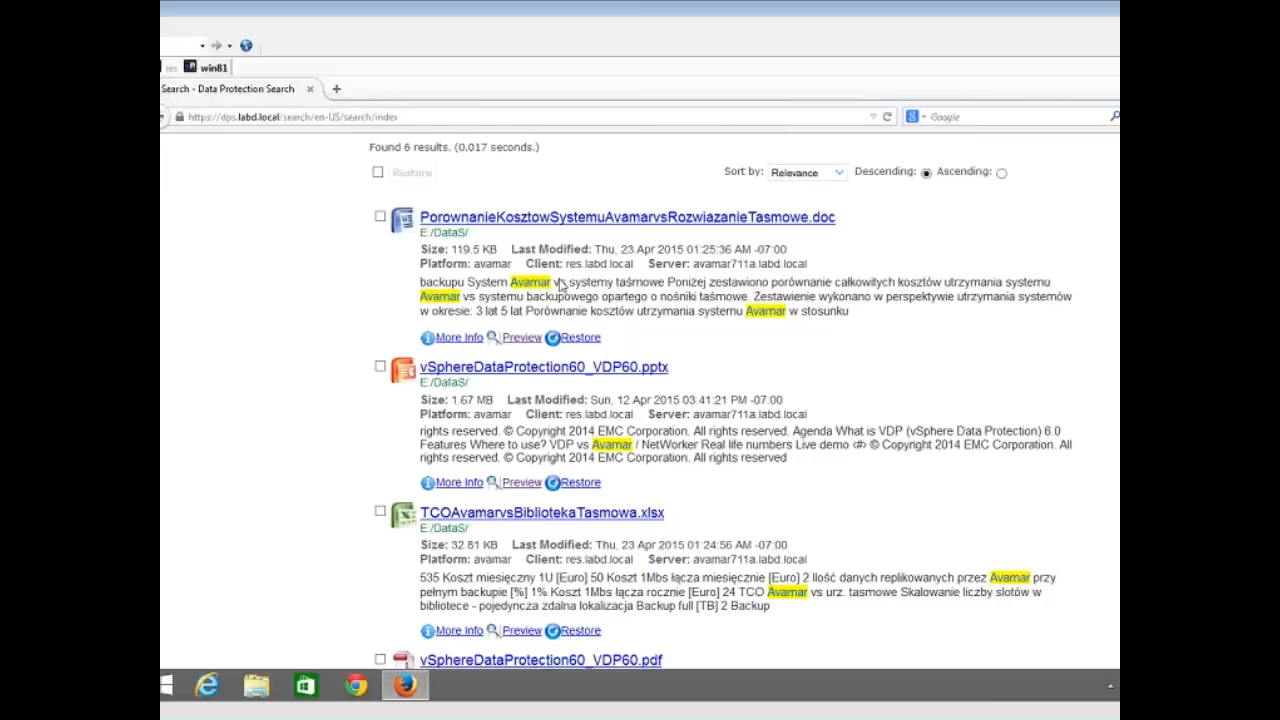 res win81
Search - Data Protection Search
https://dps.labd.local/search/en-US/search/index Google
Found 6 results. (0.017 seconds.)
Restore Sort by: Relevance Descending: Ascending:
PorownanieKosztowSystemuAvamarvsRozwiazanieTasmowe.doc
E:/DataS/
Size: 119.5 KB Last Modified: Thu, 23 Apr 2015 01:25:36 AM -07:00
Platform: avamar Client: res.labd.local Server: avamar711a.labd.local
backupu System Avamar vs systemy taśmowe Poniżej zestawiono porównanie całkowitych kosztów utrzymania systemu
Avamar vs systemu backupowego opartego o nośniki taśmowe. Zestawienie wykonano w perspektywie utrzymania systemów
w okresie: 3 lat 5 lat Porównanie kosztów utrzymania systemu Avamar w stosunku
More Info Preview Restore
vSphereDataProtection60_VDP60.pptx
E:/DataS/
Size: 1.67 MB Last Modified: Sun, 12 Apr 2015 03:41:21 PM -07:00
Platform: avamar Client: res.labd.local Server: avamar711a.labd.local
rights reserved. © Copyright 2014 EMC Corporation. All rights reserved. Agenda What is VDP (vSphere Data Protection) 6.0
Features Where to use? VDP vs Avamar / NetWorker Real life numbers Live demo ‹#› © Copyright 2014 EMC Corporation. All
rights reserved. © Copyright 2014 EMC Corporation. All rights reserved
More Info Preview Restore
TCOAvamarvsBibliotekaTasmowa.xlsx
E:/DataS/
Size: 32.81 KB Last Modified: Thu, 23 Apr 2015 01:24:56 AM -07:00
Platform: avamar Client: res.labd.local Server: avamar711a.labd.local
535 Koszt miesięczny 1U [Euro] 50 Koszt 1Mbs łącza miesięcznie [Euro] 2 Ilość danych replikowanych przez Avamar przy
pełnym backupie [%] 1% Koszt 1Mbs łącza rocznie [Euro] 24 TCO Avamar vs urz. tasmowe Skalowanie liczby slotów w
bibliotece - pojedyncza zdalna lokalizacja Backup full [TB] 2 Backup
More Info Preview Restore
vSphereDataProtection60_VDP60.pdf